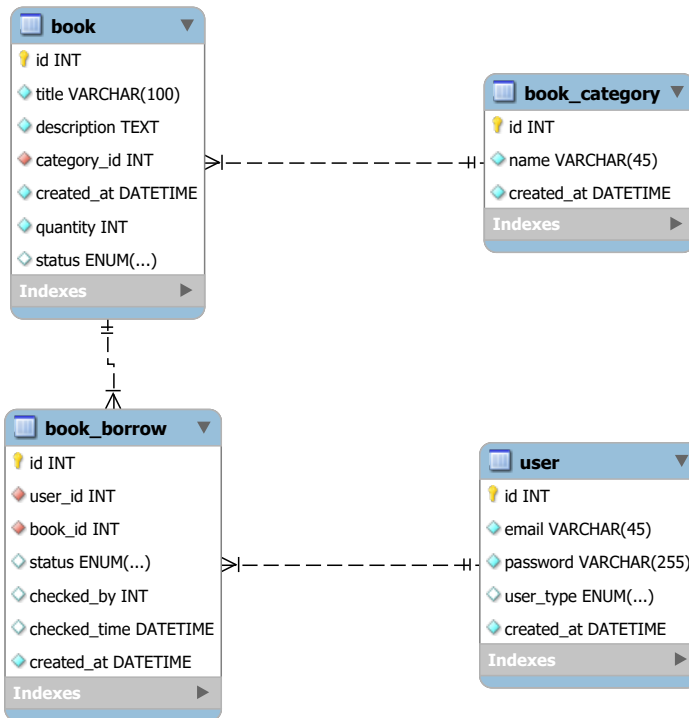 book
id INT
title VARCHAR(100)
description TEXT
category_id INT
created_at DATETIME
quantity INT
status ENUM(...)
Indexes
book_category
id INT
name VARCHAR(45)
created_at DATETIME
Indexes
book_borrow
id INT
user_id INT
book_id INT
status ENUM(...)
checked_by INT
checked_time DATETIME
created_at DATETIME
Indexes
user
id INT
email VARCHAR(45)
password VARCHAR(255)
user_type ENUM(...)
created_at DATETIME
Indexes